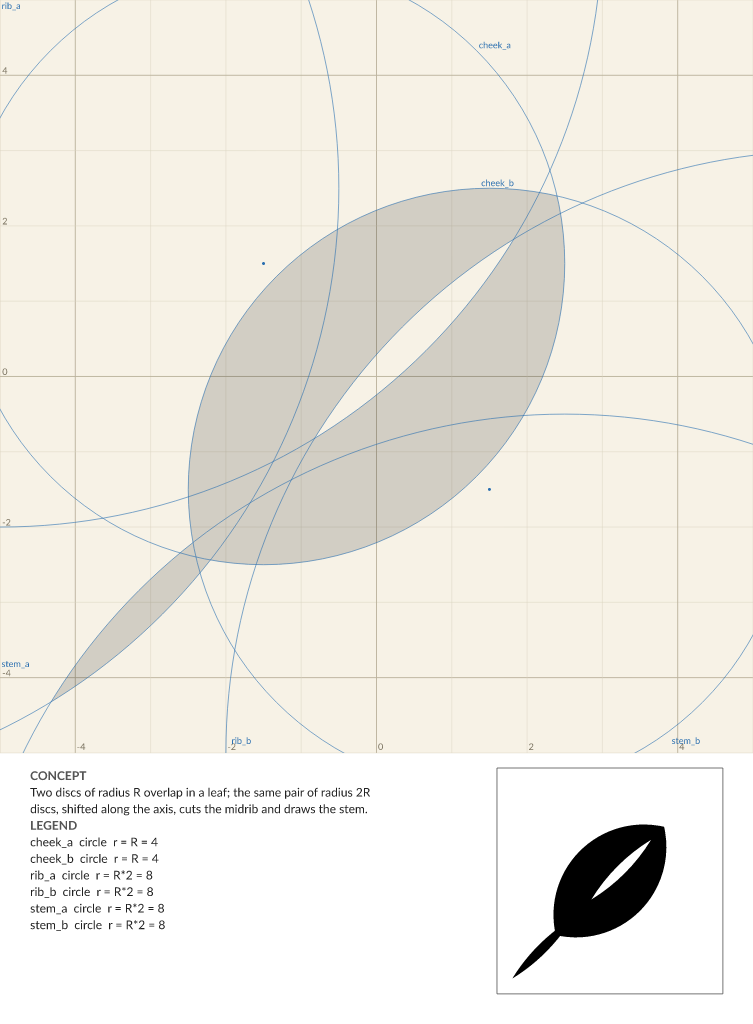 rib_a
cheek_a
4
cheek_b
2
0
-2
stem_a
-4
-4
-2
rib_b
0
2
stem_b
4
CONCEPT
Two discs of radius R overlap in a leaf; the same pair of radius 2R
discs, shifted along the axis, cuts the midrib and draws the stem.
LEGEND
cheek_a circle r = R = 4
cheek_b circle r = R = 4
rib_a circle r = R*2 = 8
rib_b circle r = R*2 = 8
stem_a circle r = R*2 = 8
stem_b circle r = R*2 = 8